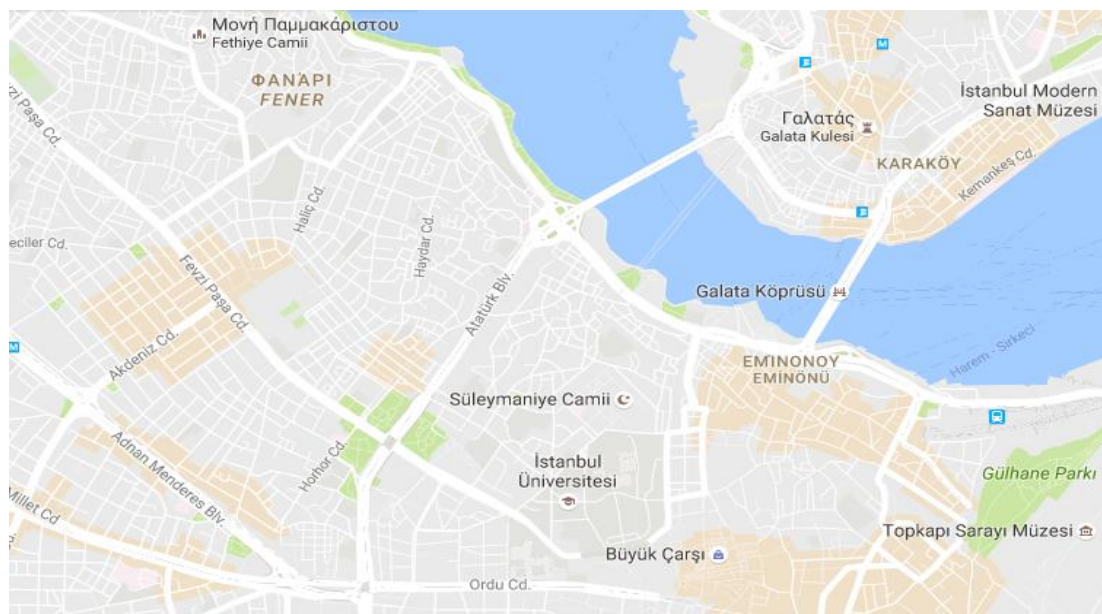 Μονή Παμμακάριστου
Fethiye Camii
ΦΑΝΆΡΙ
FENER
Fevzi Paşa Cd.
İstanbul Modern
Sanat Müzesi
Γαλατάς
Galata Kulesi
KARAKÖY
Kemankeş Cd.
Haliç Cd.
Haydar Cd.
eciler Cd.
Fevzi Paşa Cd.
Atatürk Blv.
Galata Köprüsü
Harem - Sirkeci
Akdeniz Cd.
ΕΜΙΝΟΝΟΥ
EMİNÖNÜ
Süleymaniye Camii
Adnan Menderes Blv.
Horhor Cd.
İstanbul
Üniversitesi
Gülhane Parkı
Millet Cd
Topkapı Sarayı Müzesi
Büyük Çarşı
Ordu Cd.